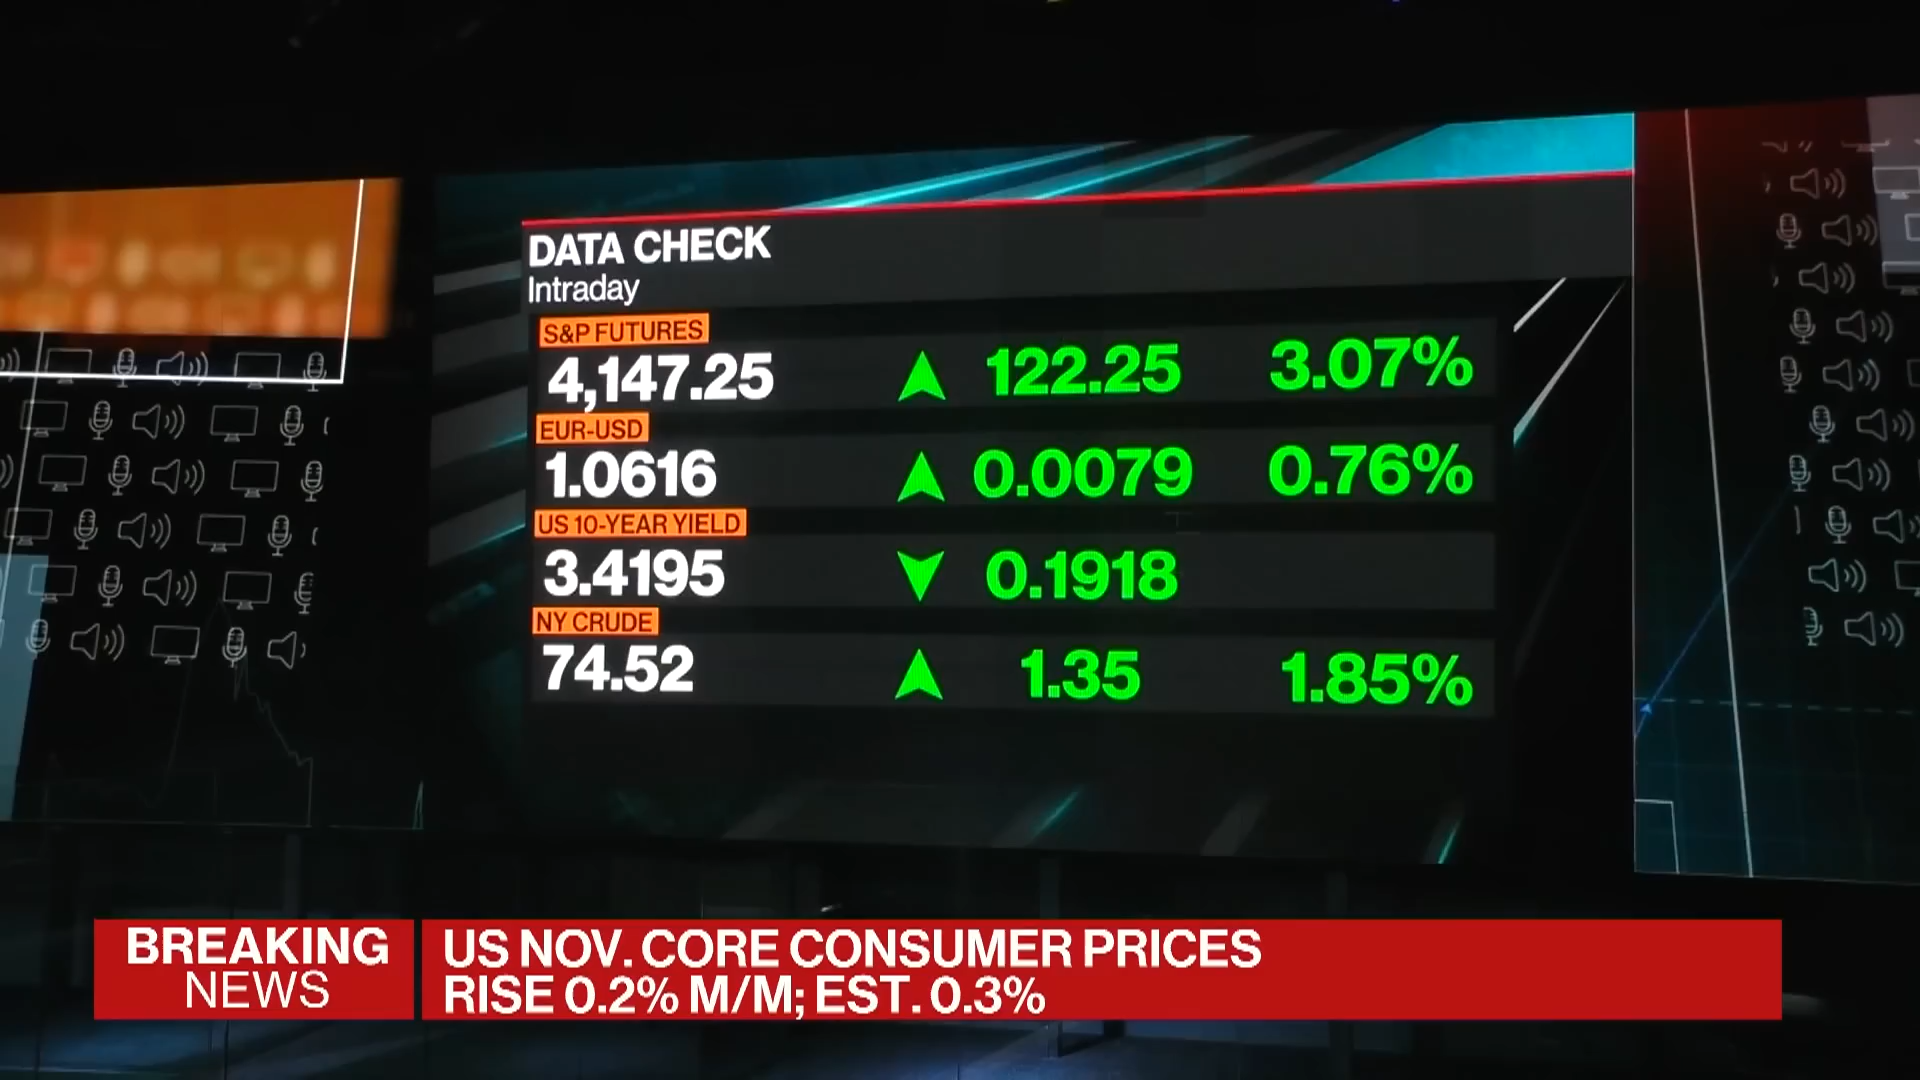 DATA CHECK
Intraday
S&P FUTURES
4,147.25 122.25 3.07%
EUR-USD
1.0616 0.0079 0.76%
US 10-YEAR YIELD
3.4195 0.1918
NY CRUDE
74.52 1.35 1.85%
BREAKING
NEWS
US NOV. CORE CONSUMER PRICES
RISE 0.2% M/M; EST. 0.3%